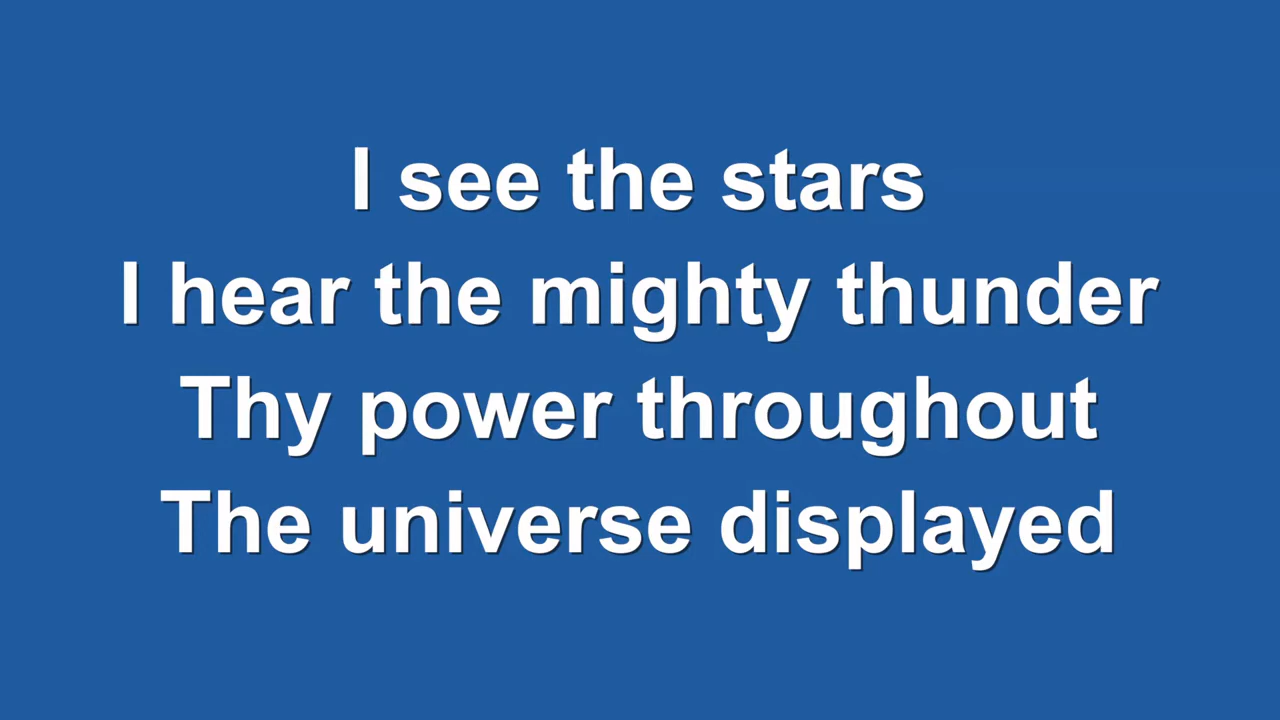 I see the stars
I hear the mighty thunder
Thy power throughout
The universe displayed